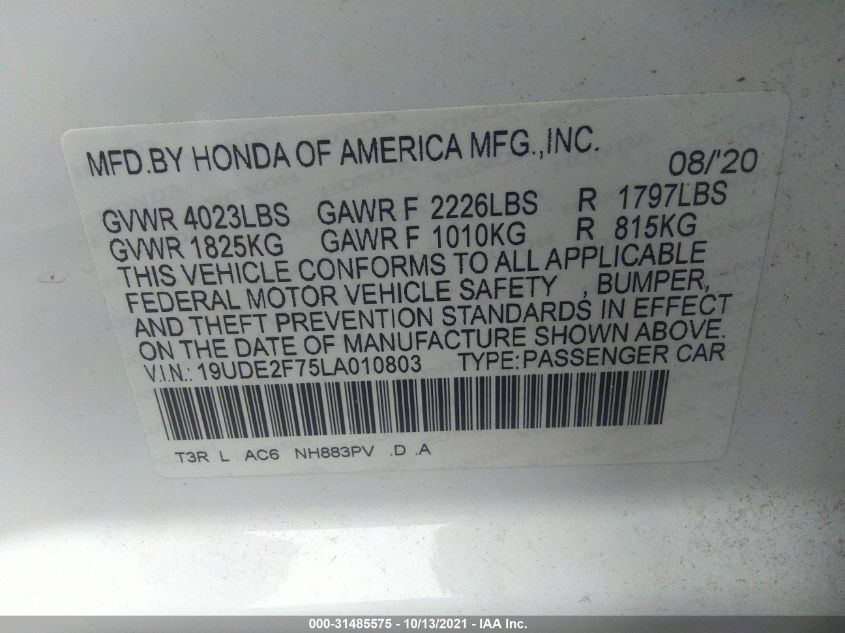 MFD.BY HONDA OF AMERICA MFG.,INC. 08/'20
GVWR 4023LBS GAWR F 2226LBS R 1797LBS
GVWR 1825KG GAWR F 1010KG R 815KG
THIS VEHICLE CONFORMS TO ALL APPLICABLE
FEDERAL MOTOR VEHICLE SAFETY , BUMPER,
AND THEFT PREVENTION STANDARDS IN EFFECT
ON THE DATE OF MANUFACTURE SHOWN ABOVE.
V.I.N.: 19UDE2F75LA010803 TYPE:PASSENGER CAR
T3R L AC6 NH883PV .D .A
000-31485575 - 10/13/2021 - IAA Inc.